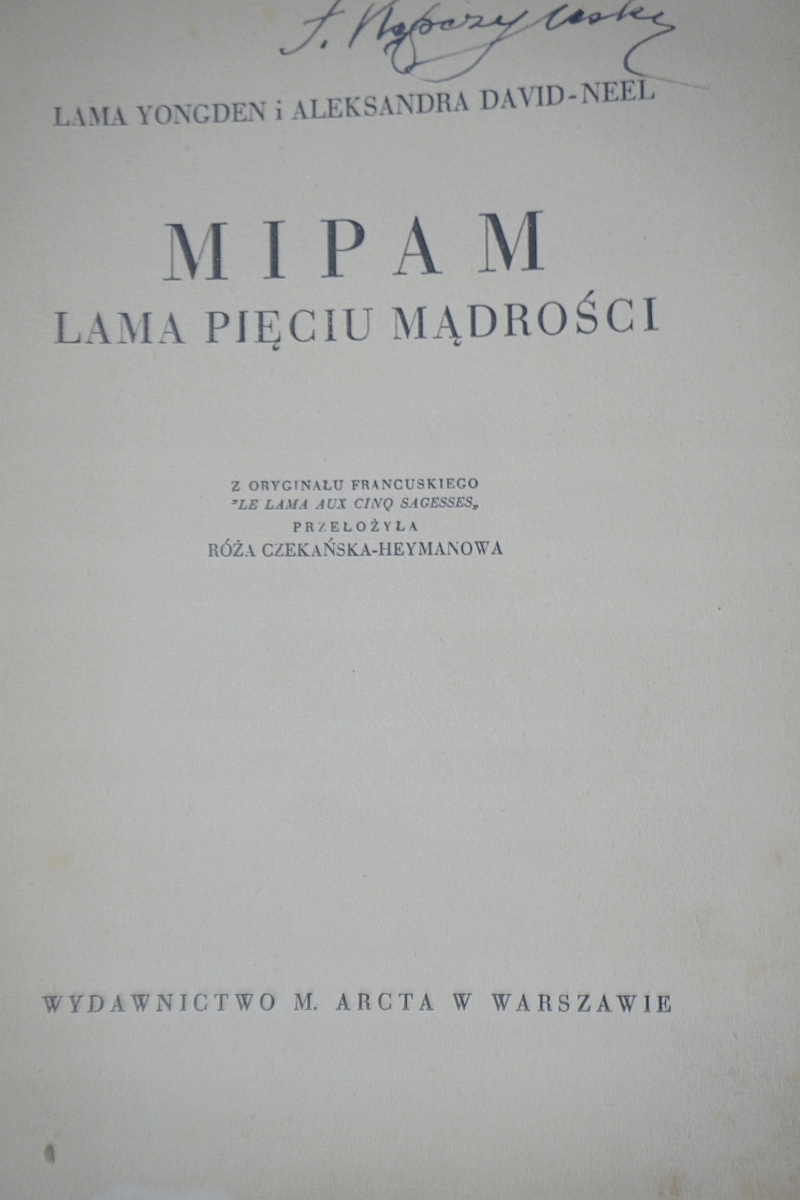 LAMA YONGDEN i ALEKSANDRA DAVID-NEEL
MIPAM
LAMA PIĘCIU MĄDROŚCI
Z ORYGINAŁU FRANCUSKIEGO
"LE LAMA AUX CINQ SAGESSES„
PRZEŁOŻYŁA
RÓŻA CZEKAŃSKA-HEYMANOWA
WYDAWNICTWO M. ARCTA W WARSZAWIE